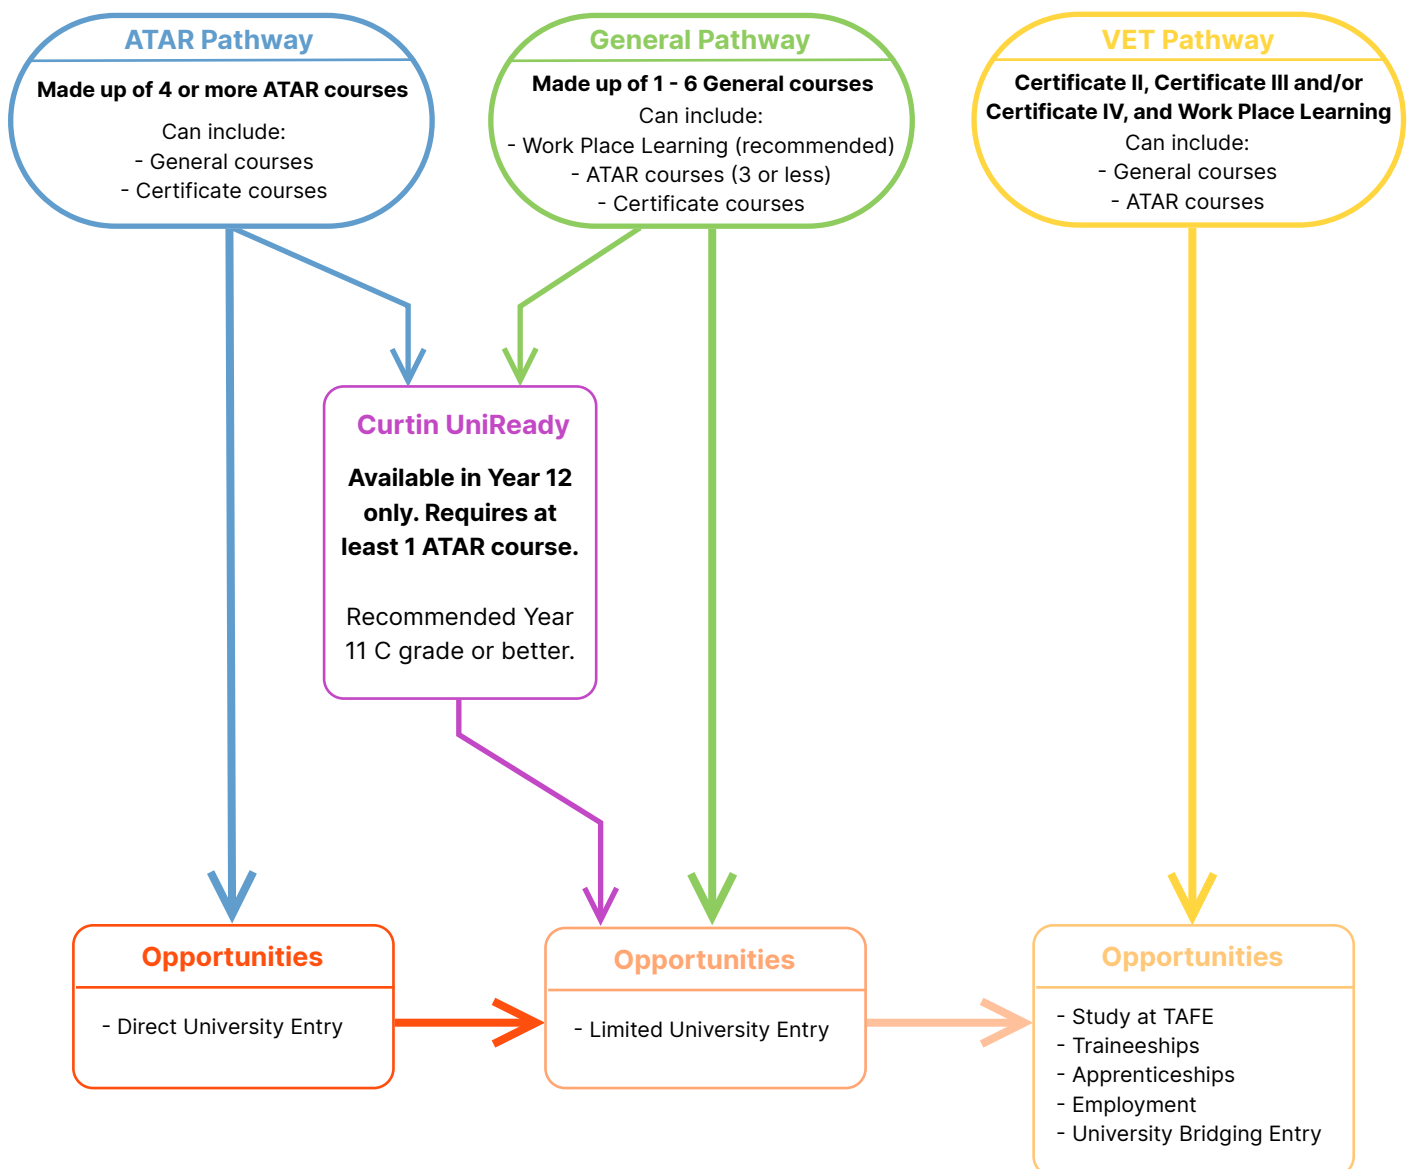 ATAR Pathway
Made up of 4 or more ATAR courses
Can include:
- General courses
- Certificate courses
General Pathway
Made up of 1 - 6 General courses
Can include:
- Work Place Learning (recommended)
- ATAR courses (3 or less)
- Certificate courses
VET Pathway
Certificate II, Certificate III and/or
Certificate IV, and Work Place Learning
Can include:
- General courses
- ATAR courses
Curtin UniReady
Available in Year 12
only. Requires at
least 1 ATAR course.
Recommended Year
11 C grade or better.
Opportunities
- Direct University Entry
Opportunities
- Limited University Entry
Opportunities
- Study at TAFE
- Traineeships
- Apprenticeships
- Employment
- University Bridging Entry